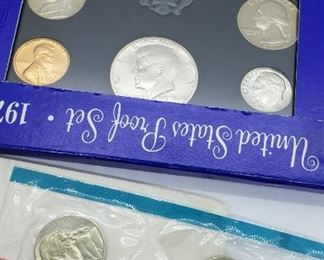 United States Proof Set • 197